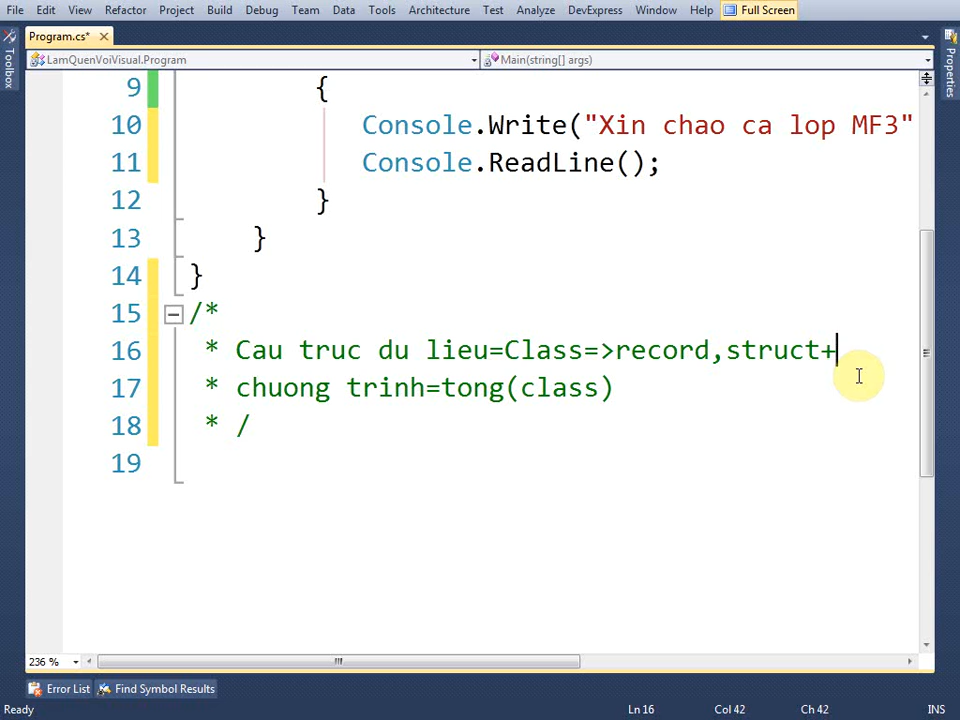 File Edit View Refactor Project Build Debug Team Data Tools Architecture Test Analyze DevExpress Window Help Full Screen
Program.cs* ×
LamQuenVoiVisual.Program Main(string[] args)
Toolbox
Properties
9 {
10 Console.Write("Xin chao ca lop MF3"
11 Console.ReadLine();
12 }
13 }
14 }
15 /*
16 * Cau truc du lieu=Class=>record,struct+
17 * chuong trinh=tong(class)
18 * /
19
236 %
Error List Find Symbol Results
Ready Ln 16 Col 42 Ch 42 INS